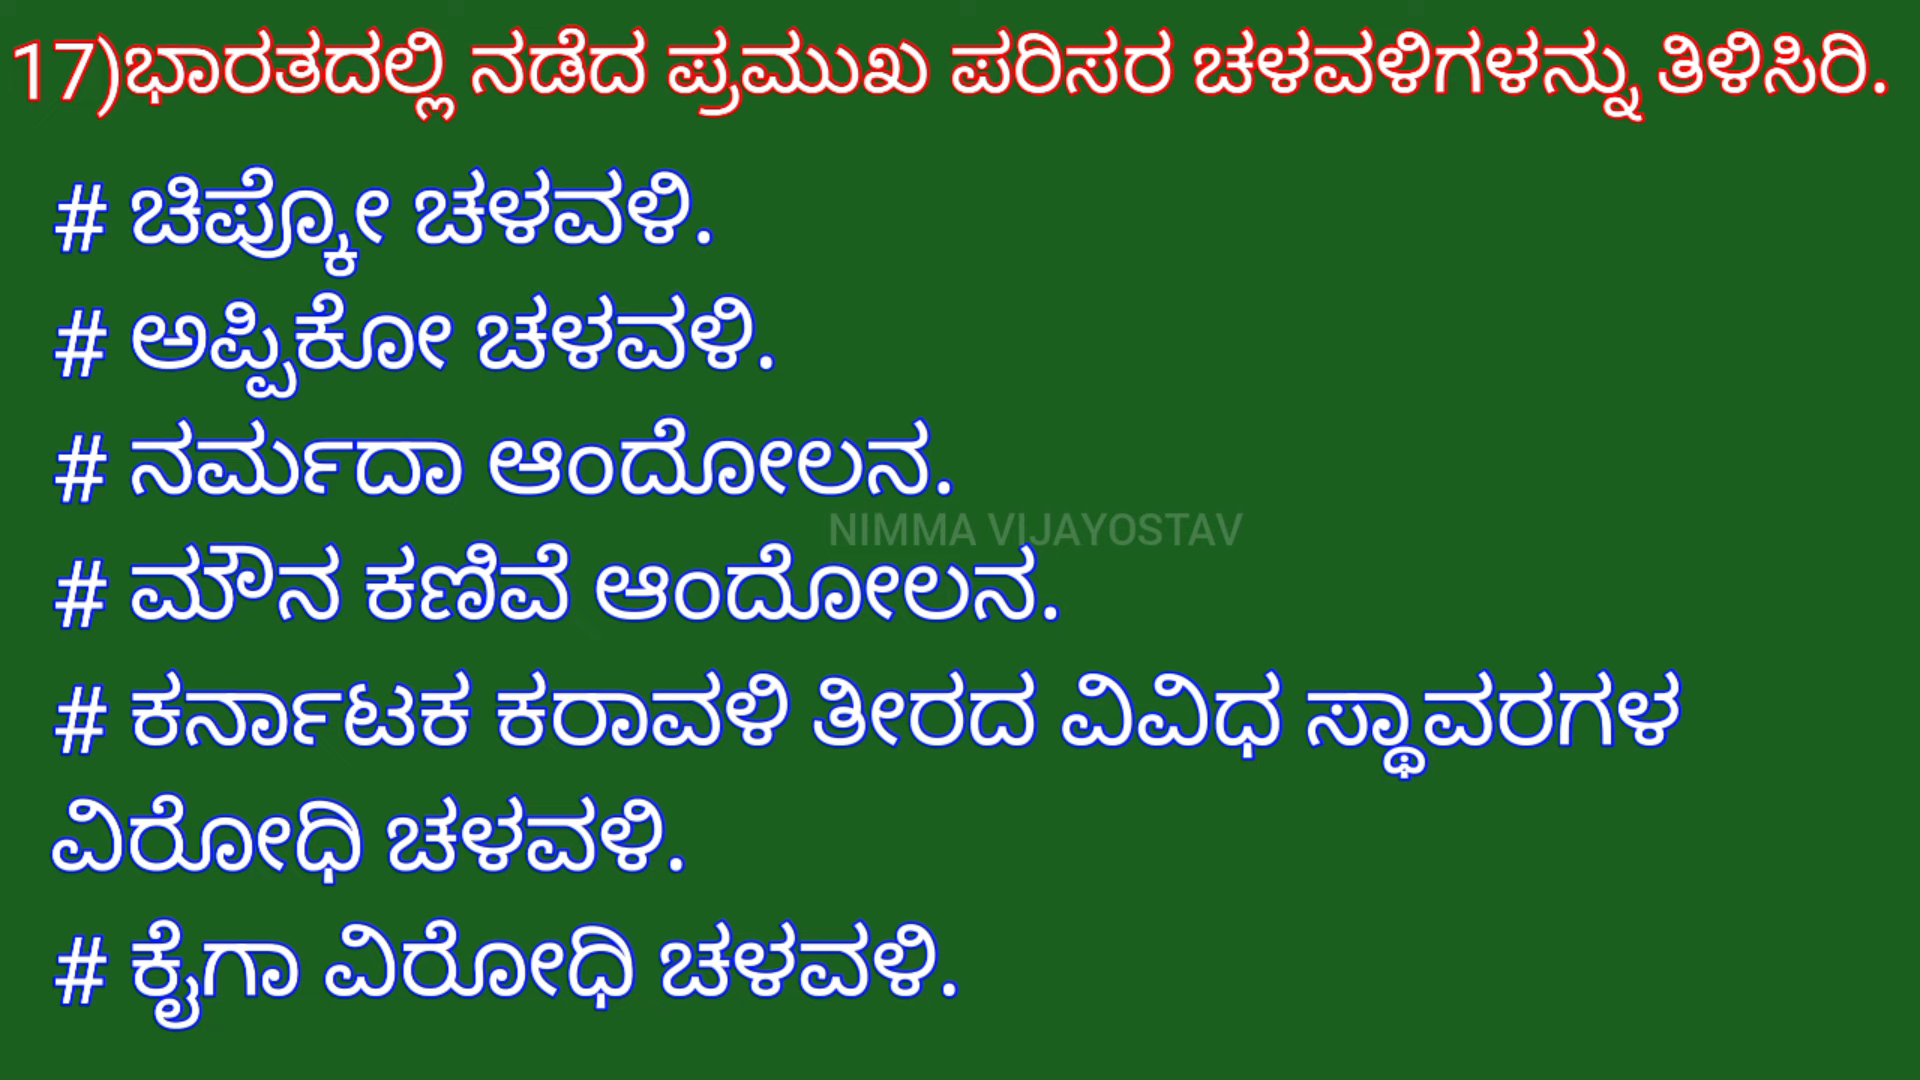 17)ಭಾರತದಲ್ಲಿ ನಡೆದ ಪ್ರಮುಖ ಪರಿಸರ ಚಳವಳಿಗಳನ್ನು ತಿಳಿಸಿರಿ.
# ಚಿಪ್ಕೋ ಚಳವಳಿ.
# ಅಪ್ಪಿಕೋ ಚಳವಳಿ.
# ನರ್ಮದಾ ಆಂದೋಲನ.
NIMMA VIJAYOSTAV
# ಮೌನ ಕಣಿವೆ ಆಂದೋಲನ.
# ಕರ್ನಾಟಕ ಕರಾವಳಿ ತೀರದ ವಿವಿಧ ಸ್ಥಾವರಗಳ
ವಿರೋಧಿ ಚಳವಳಿ.
# ಕೈಗಾ ವಿರೋಧಿ ಚಳವಳಿ.